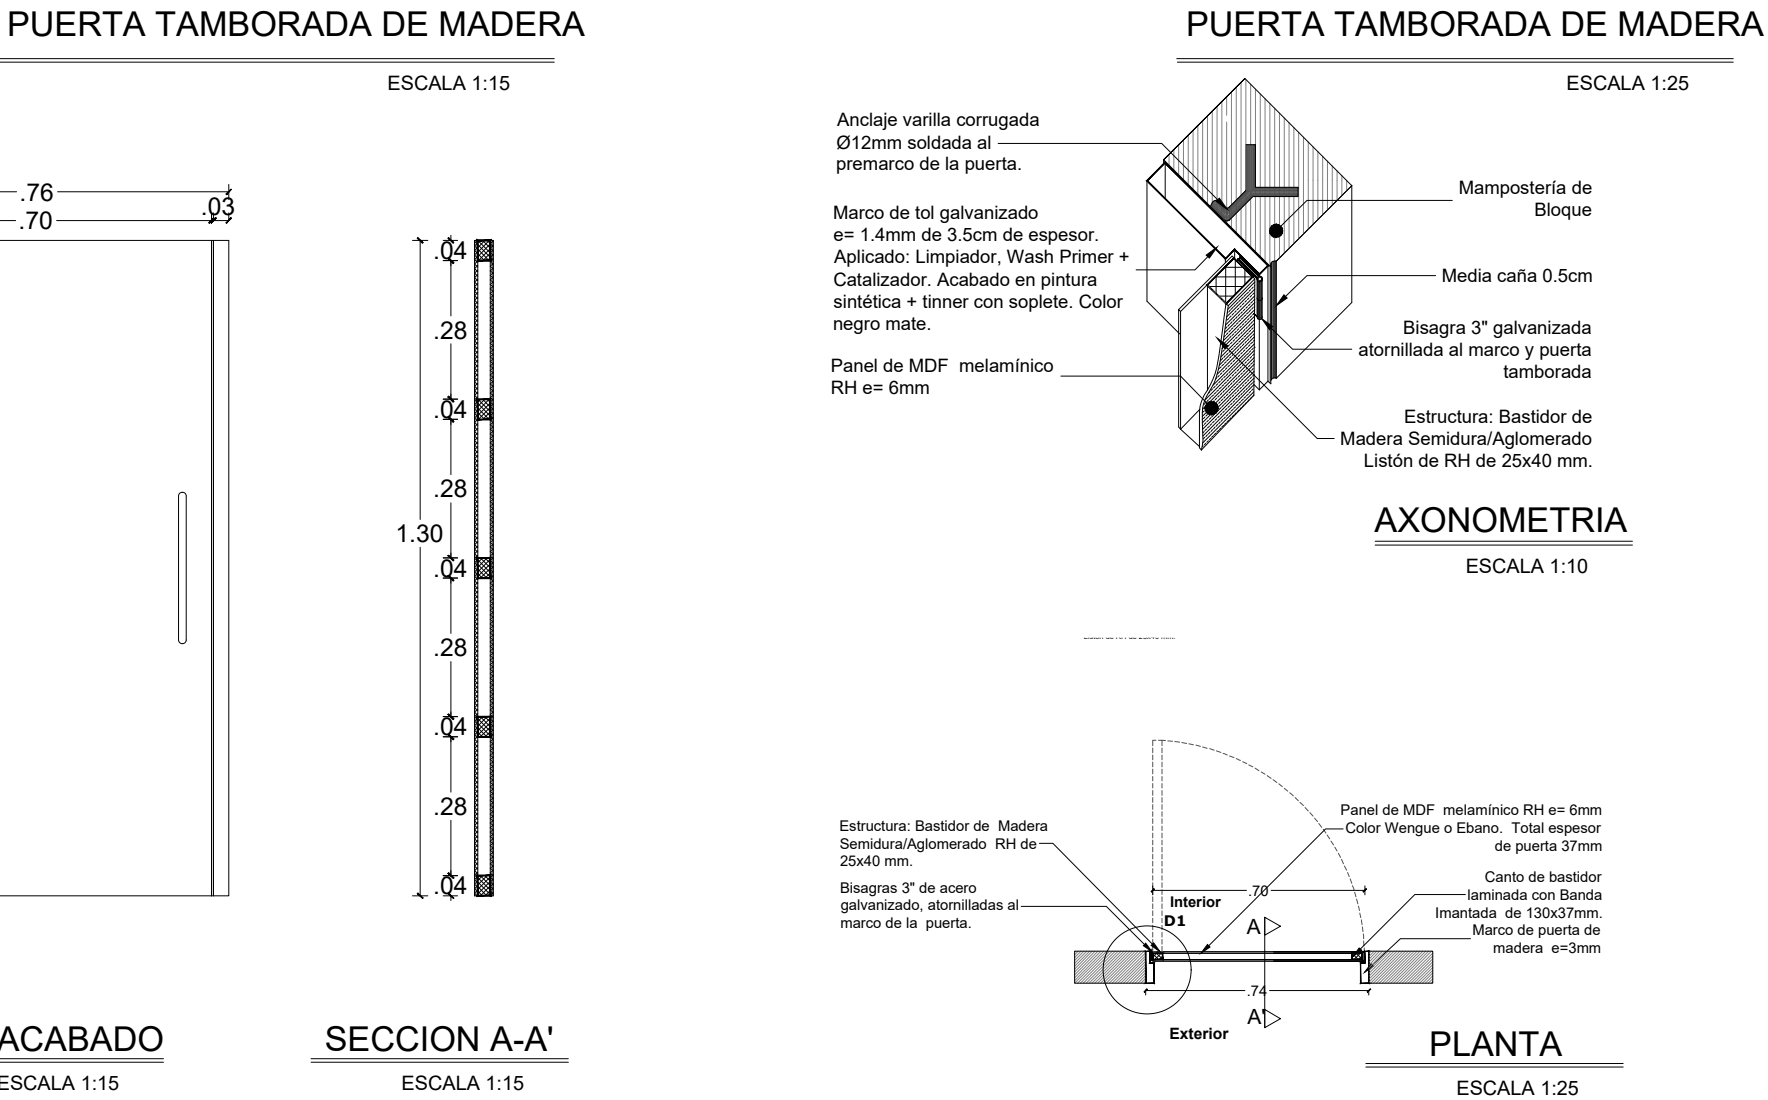 PUERTA TAMBORADA DE MADERA
ESCALA 1:15
.76
.70
.03
.04
.28
.04
.28
1.30
.04
.28
.04
.28
.04
ACABADO
ESCALA 1:15
SECCION A-A'
ESCALA 1:15
PUERTA TAMBORADA DE MADERA
ESCALA 1:25
Anclaje varilla corrugada
Ø12mm soldada al
premarco de la puerta.
Marco de tol galvanizado
e= 1.4mm de 3.5cm de espesor.
Aplicado: Limpiador, Wash Primer +
Catalizador. Acabado en pintura
sintética + tinner con soplete. Color
negro mate.
Panel de MDF melamínico
RH e= 6mm
Mampostería de
Bloque
Media caña 0.5cm
Bisagra 3" galvanizada
atornillada al marco y puerta
tamborada
Estructura: Bastidor de
Madera Semidura/Aglomerado
Listón de RH de 25x40 mm.
AXONOMETRIA
ESCALA 1:10
Estructura: Bastidor de Madera
Semidura/Aglomerado RH de
25x40 mm.
Bisagras 3" de acero
galvanizado, atornilladas al
marco de la puerta.
Panel de MDF melamínico RH e= 6mm
Color Wengue o Ebano. Total espesor
de puerta 37mm
Canto de bastidor
laminada con Banda
Imantada de 130x37mm.
Marco de puerta de
madera e=3mm
.70
Interior
D1
A
.74
A'
Exterior
PLANTA
ESCALA 1:25